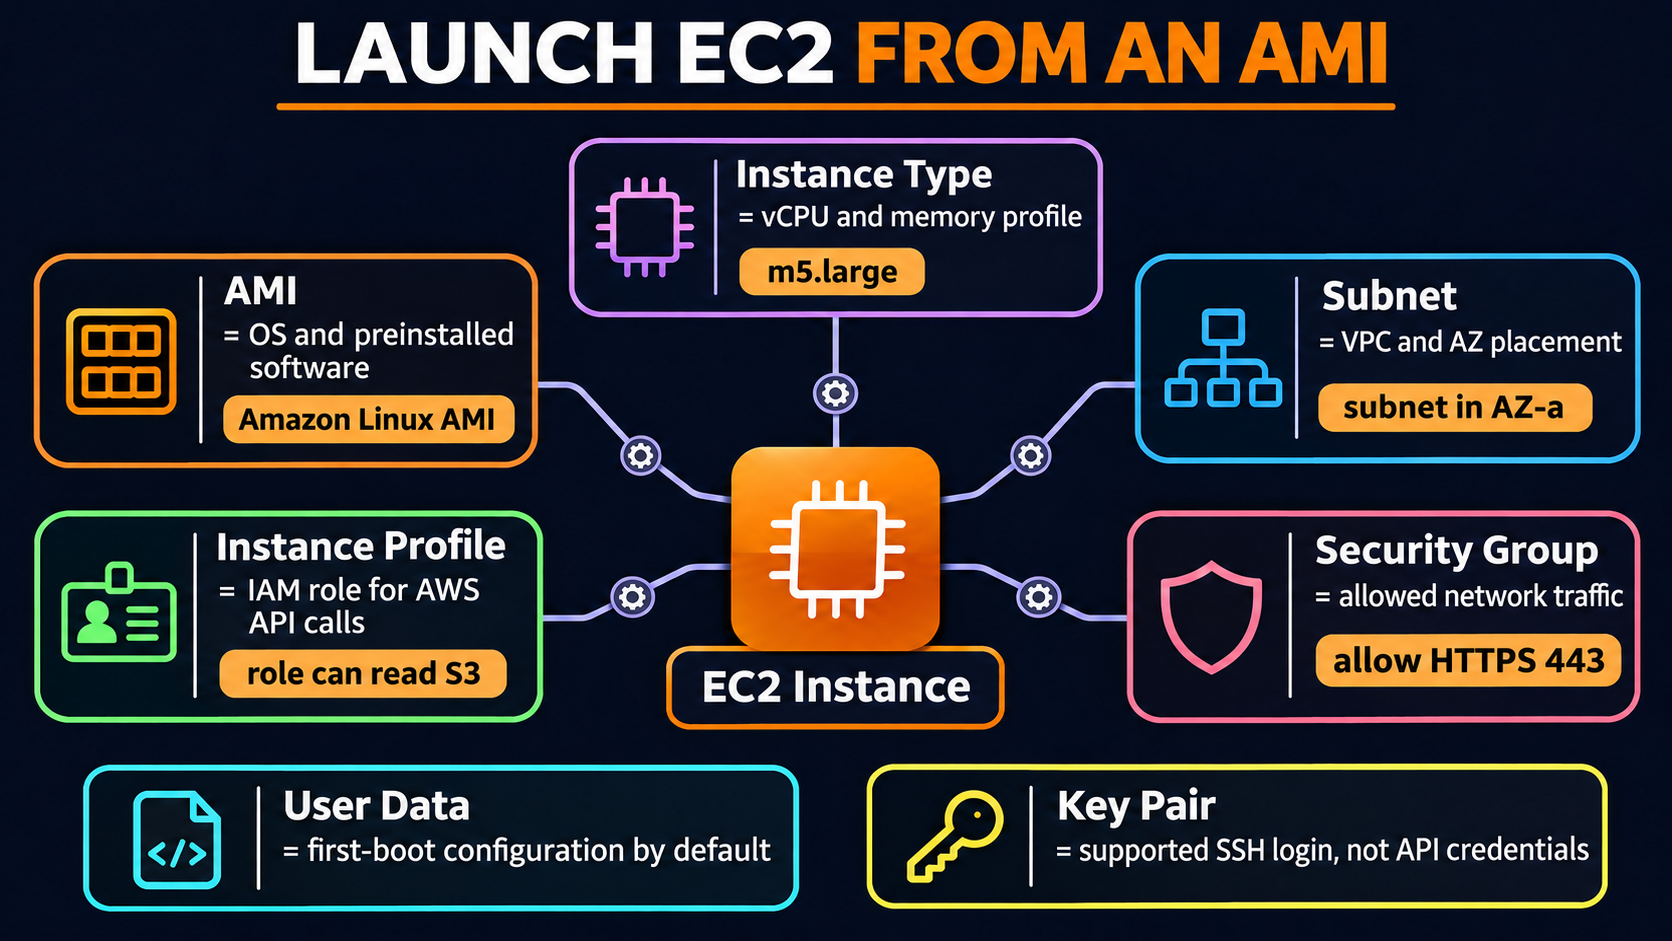 LAUNCH EC2 FROM AN AMI
Instance Type
= vCPU and memory profile
m5.large
AMI
= OS and preinstalled
software
Amazon Linux AMI
Subnet
= VPC and AZ placement
subnet in AZ-a
Instance Profile
= IAM role for AWS
API calls
role can read S3
EC2 Instance
Security Group
= allowed network traffic
allow HTTPS 443
User Data
</>
= first-boot configuration by default
Key Pair
= supported SSH login, not API credentials